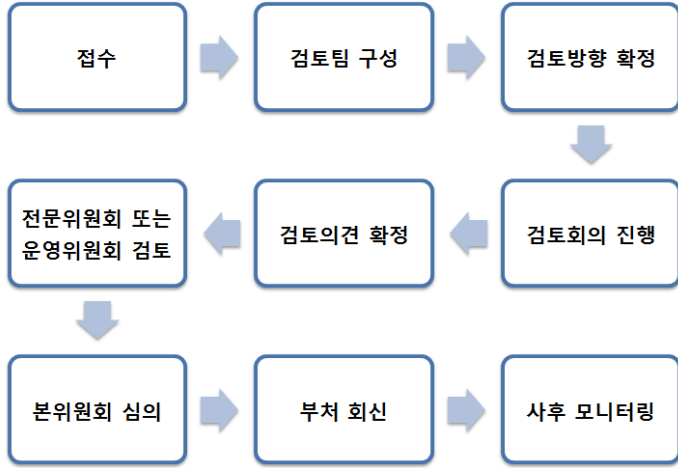 접수
검토팀 구성
검토방향 확정
검토회의 진행
검토의견 확정
전문위원회 또는
운영위원회 검토
본위원회 심의
부처 회신
사후 모니터링